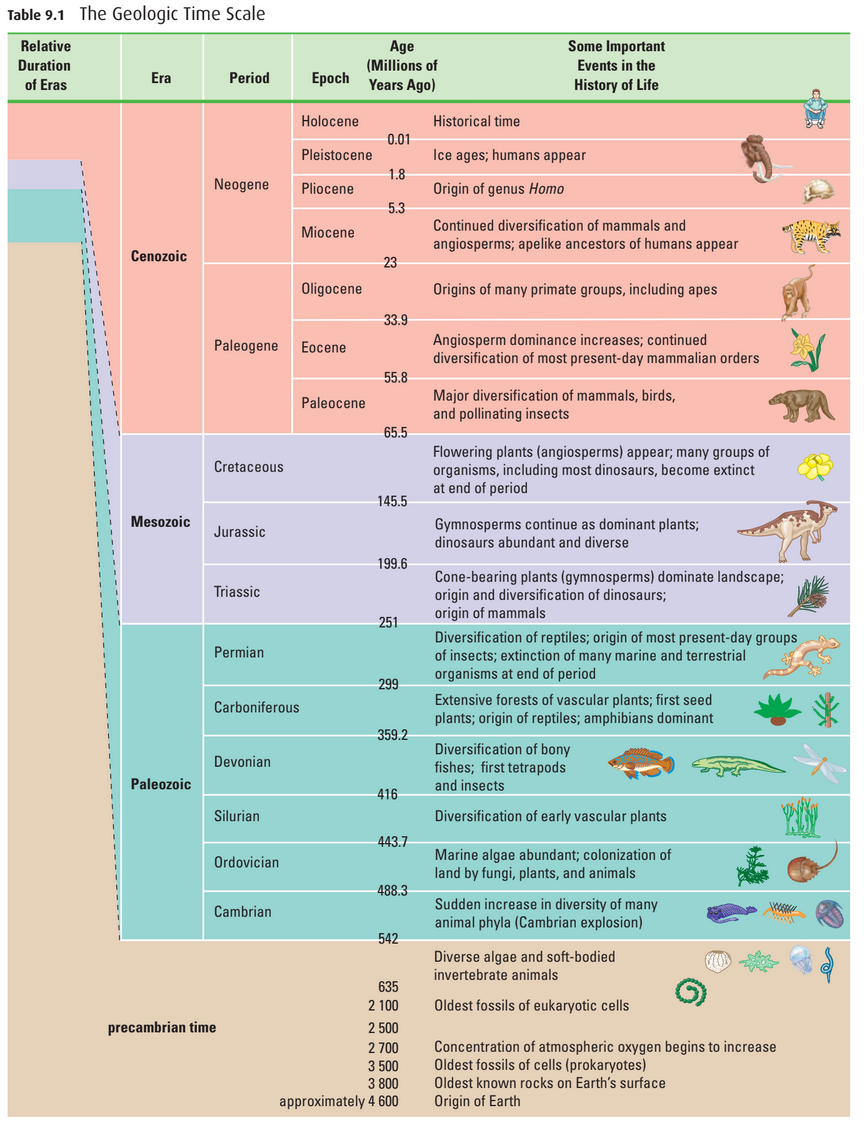 Table 9.1 The Geologic Time Scale
Relative
Duration
of Eras
Era
Period
Epoch
Age
(Millions of
Years Ago)
Some Important
Events in the
History of Life
Cenozoic
Neogene
Holocene
Historical time
0.01
Pleistocene
Ice ages; humans appear
1.8
Pliocene
Origin of genus Homo
5.3
Miocene
Continued diversification of mammals and
angiosperms; apelike ancestors of humans appear
23
Paleogene
Oligocene
Origins of many primate groups, including apes
33.9
Eocene
Angiosperm dominance increases; continued
diversification of most present-day mammalian orders
55.8
Paleocene
Major diversification of mammals, birds,
and pollinating insects
65.5
Mesozoic
Cretaceous
Flowering plants (angiosperms) appear; many groups of
organisms, including most dinosaurs, become extinct
at end of period
145.5
Jurassic
Gymnosperms continue as dominant plants;
dinosaurs abundant and diverse
199.6
Triassic
Cone-bearing plants (gymnosperms) dominate landscape;
origin and diversification of dinosaurs;
origin of mammals
251
Paleozoic
Permian
Diversification of reptiles; origin of most present-day groups
of insects; extinction of many marine and terrestrial
organisms at end of period
299
Carboniferous
Extensive forests of vascular plants; first seed
plants; origin of reptiles; amphibians dominant
359.2
Devonian
Diversification of bony
fishes; first tetrapods
and insects
416
Silurian
Diversification of early vascular plants
443.7
Ordovician
Marine algae abundant; colonization of
land by fungi, plants, and animals
488.3
Cambrian
Sudden increase in diversity of many
animal phyla (Cambrian explosion)
542
precambrian time
Diverse algae and soft-bodied
invertebrate animals
635
2 100 Oldest fossils of eukaryotic cells
2 500
2 700 Concentration of atmospheric oxygen begins to increase
3 500 Oldest fossils of cells (prokaryotes)
3 800 Oldest known rocks on Earth's surface
approximately 4 600 Origin of Earth